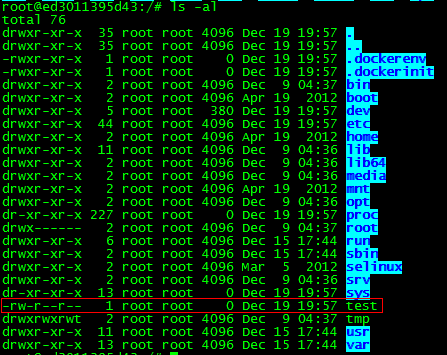 root@ed3011395d43:/# ls -al
total 76
drwxr-xr-x 35 root root 4096 Dec 19 19:57 .
drwxr-xr-x 35 root root 4096 Dec 19 19:57 ..
-rwxr-xr-x 1 root root 0 Dec 19 19:57 .dockerenv
-rwxr-xr-x 1 root root 0 Dec 19 19:57 .dockerinit
drwxr-xr-x 2 root root 4096 Dec 9 04:37 bin
drwxr-xr-x 2 root root 4096 Apr 19 2012 boot
drwxr-xr-x 5 root root 380 Dec 19 19:57 dev
drwxr-xr-x 44 root root 4096 Dec 19 19:57 etc
drwxr-xr-x 2 root root 4096 Apr 19 2012 home
drwxr-xr-x 11 root root 4096 Dec 9 04:36 lib
drwxr-xr-x 2 root root 4096 Dec 9 04:36 lib64
drwxr-xr-x 2 root root 4096 Dec 9 04:36 media
drwxr-xr-x 2 root root 4096 Apr 19 2012 mnt
drwxr-xr-x 2 root root 4096 Dec 9 04:36 opt
dr-xr-xr-x 227 root root 0 Dec 19 19:57 proc
drwx------ 2 root root 4096 Dec 9 04:37 root
drwxr-xr-x 6 root root 4096 Dec 15 17:44 run
drwxr-xr-x 2 root root 4096 Dec 15 17:44 sbin
drwxr-xr-x 2 root root 4096 Mar 5 2012 selinux
drwxr-xr-x 2 root root 4096 Dec 9 04:36 srv
dr-xr-xr-x 13 root root 0 Dec 19 19:57 sys
-rw-r--r-- 1 root root 0 Dec 19 19:57 test
drwxrwxrwt 2 root root 4096 Dec 9 04:37 tmp
drwxr-xr-x 11 root root 4096 Dec 15 17:44 usr
drwxr-xr-x 13 root root 4096 Dec 15 17:44 var
root@ed3011395d43:/#